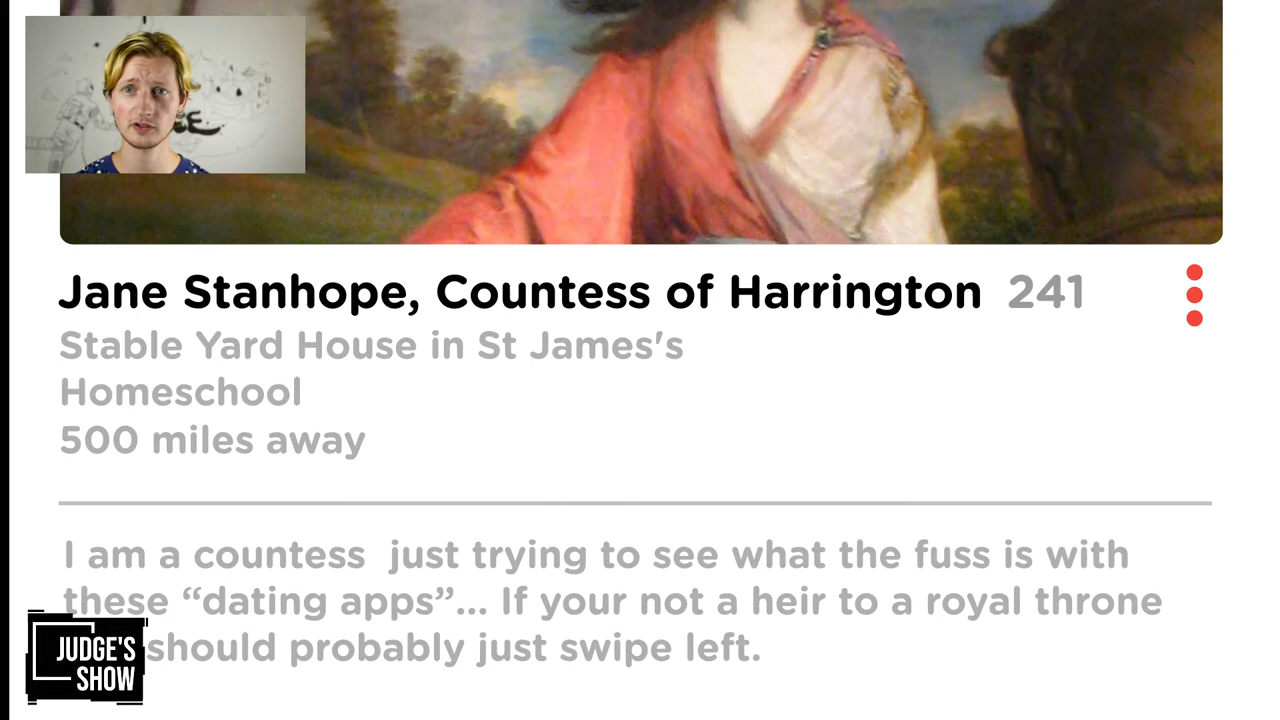 Jane Stanhope, Countess of Harrington 241
Stable Yard House in St James's
Homeschool
500 miles away
I am a countess just trying to see what the fuss is with
these “dating apps”... If your not a heir to a royal throne
should probably just swipe left.
JUDGE'S
SHOW